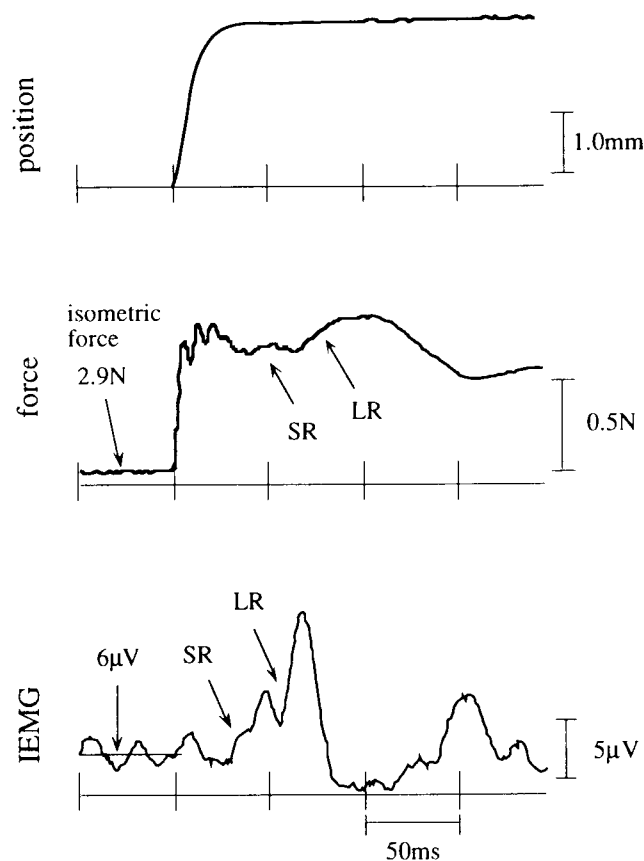 position
1.0mm
isometric
force
2.9N
force
SR
LR
0.5N
LR
SR
6µV
IEMG
5µV
50ms